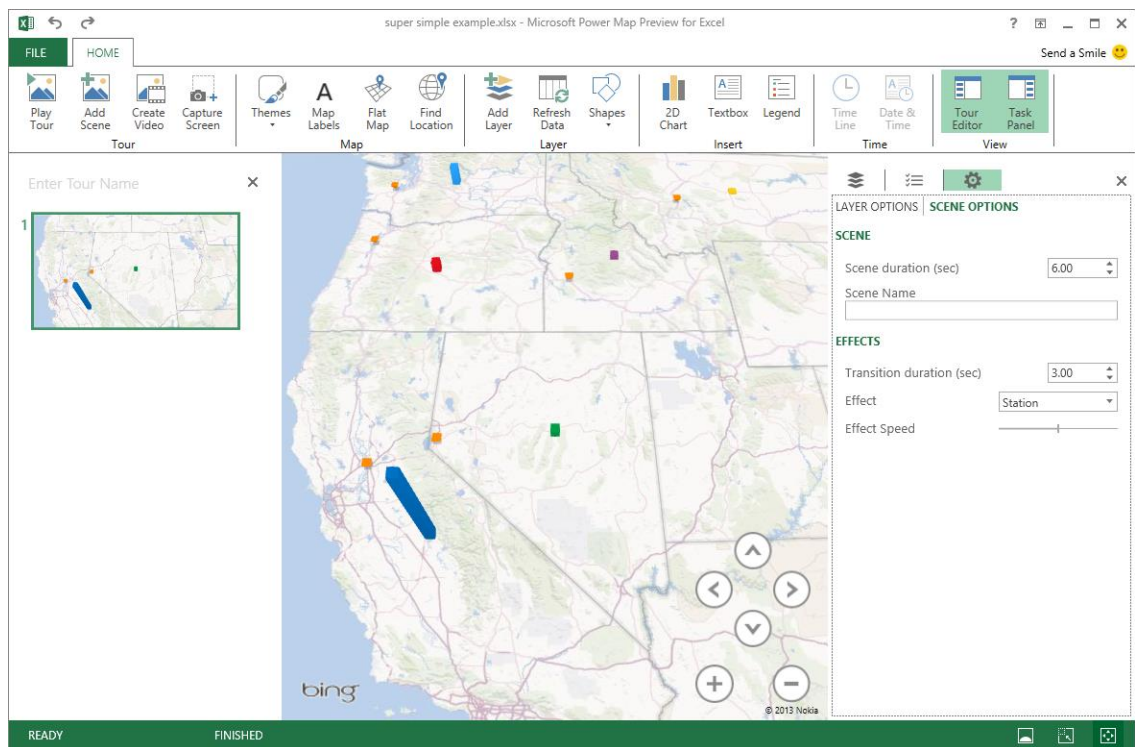 super simple example.xlsx - Microsoft Power Map Preview for Excel
?
FILE HOME
Send a Smile
Play Tour
Add Scene
Create Video
Capture Screen
Tour
Themes
Map Labels
Flat Map
Find Location
Map
Add Layer
Refresh Data
Shapes
Layer
2D Chart
Textbox
Legend
Insert
Time Line
Date & Time
Time
Tour Editor
Task Panel
View
Enter Tour Name
1
bing
© 2013 Nokia
LAYER OPTIONS SCENE OPTIONS
SCENE
Scene duration (sec) 6.00
Scene Name
EFFECTS
Transition duration (sec) 3.00
Effect Station
Effect Speed
READY FINISHED